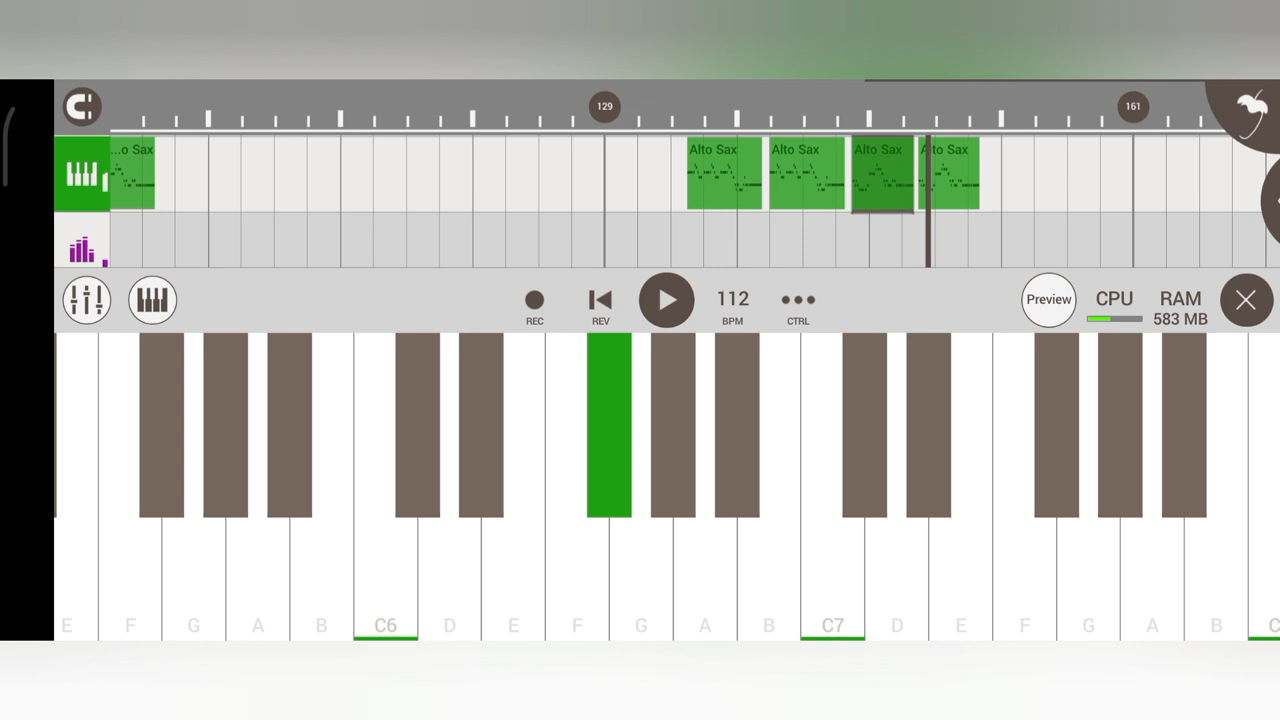 129 161
...o Sax Alto Sax Alto Sax Alto Sax Alto Sax
REC REV 112 BPM CTRL Preview CPU RAM 583 MB
E F G A B C6 D E F G A B C7 D E F G A B C